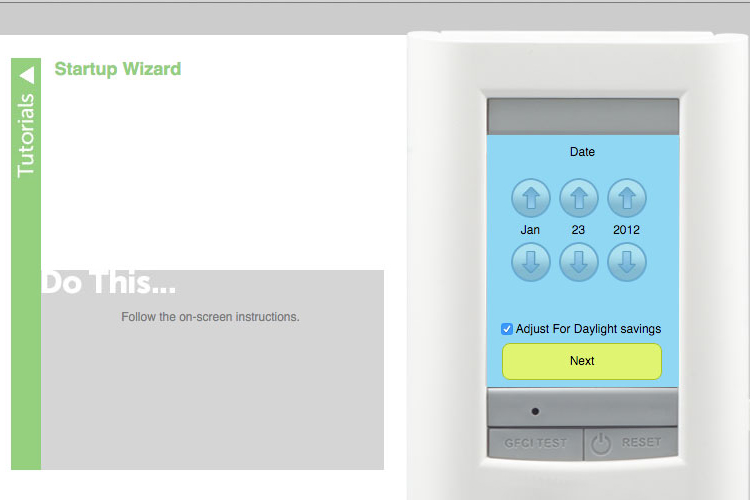 Startup Wizard
Tutorials
Do This...
Follow the on-screen instructions.
Date
Jan 23 2012
Adjust For Daylight savings
Next
GFCI TEST RESET